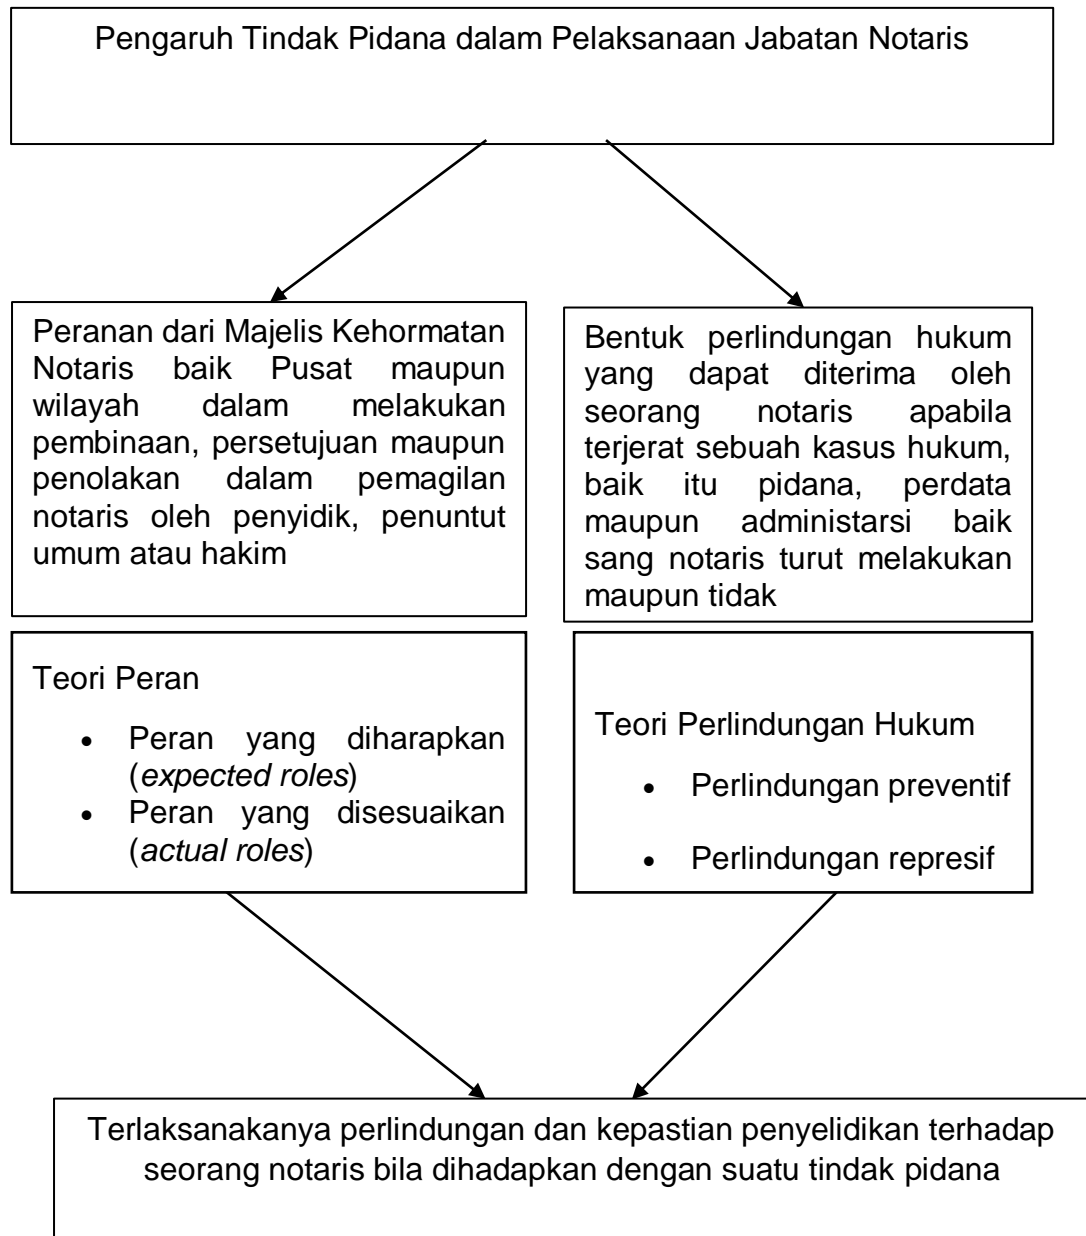 Pengaruh Tindak Pidana dalam Pelaksanaan Jabatan Notaris
Peranan dari Majelis Kehormatan
Notaris baik Pusat maupun
wilayah dalam melakukan
pembinaan, persetujuan maupun
penolakan dalam pemagilan
notaris oleh penyidik, penuntut
umum atau hakim
Bentuk perlindungan hukum
yang dapat diterima oleh
seorang notaris apabila
terjerat sebuah kasus hukum,
baik itu pidana, perdata
maupun administarsi baik
sang notaris turut melakukan
maupun tidak
Teori Peran
• Peran yang diharapkan
(expected roles)
• Peran yang disesuaikan
(actual roles)
Teori Perlindungan Hukum
• Perlindungan preventif
• Perlindungan represif
Terlaksanakanya perlindungan dan kepastian penyelidikan terhadap
seorang notaris bila dihadapkan dengan suatu tindak pidana